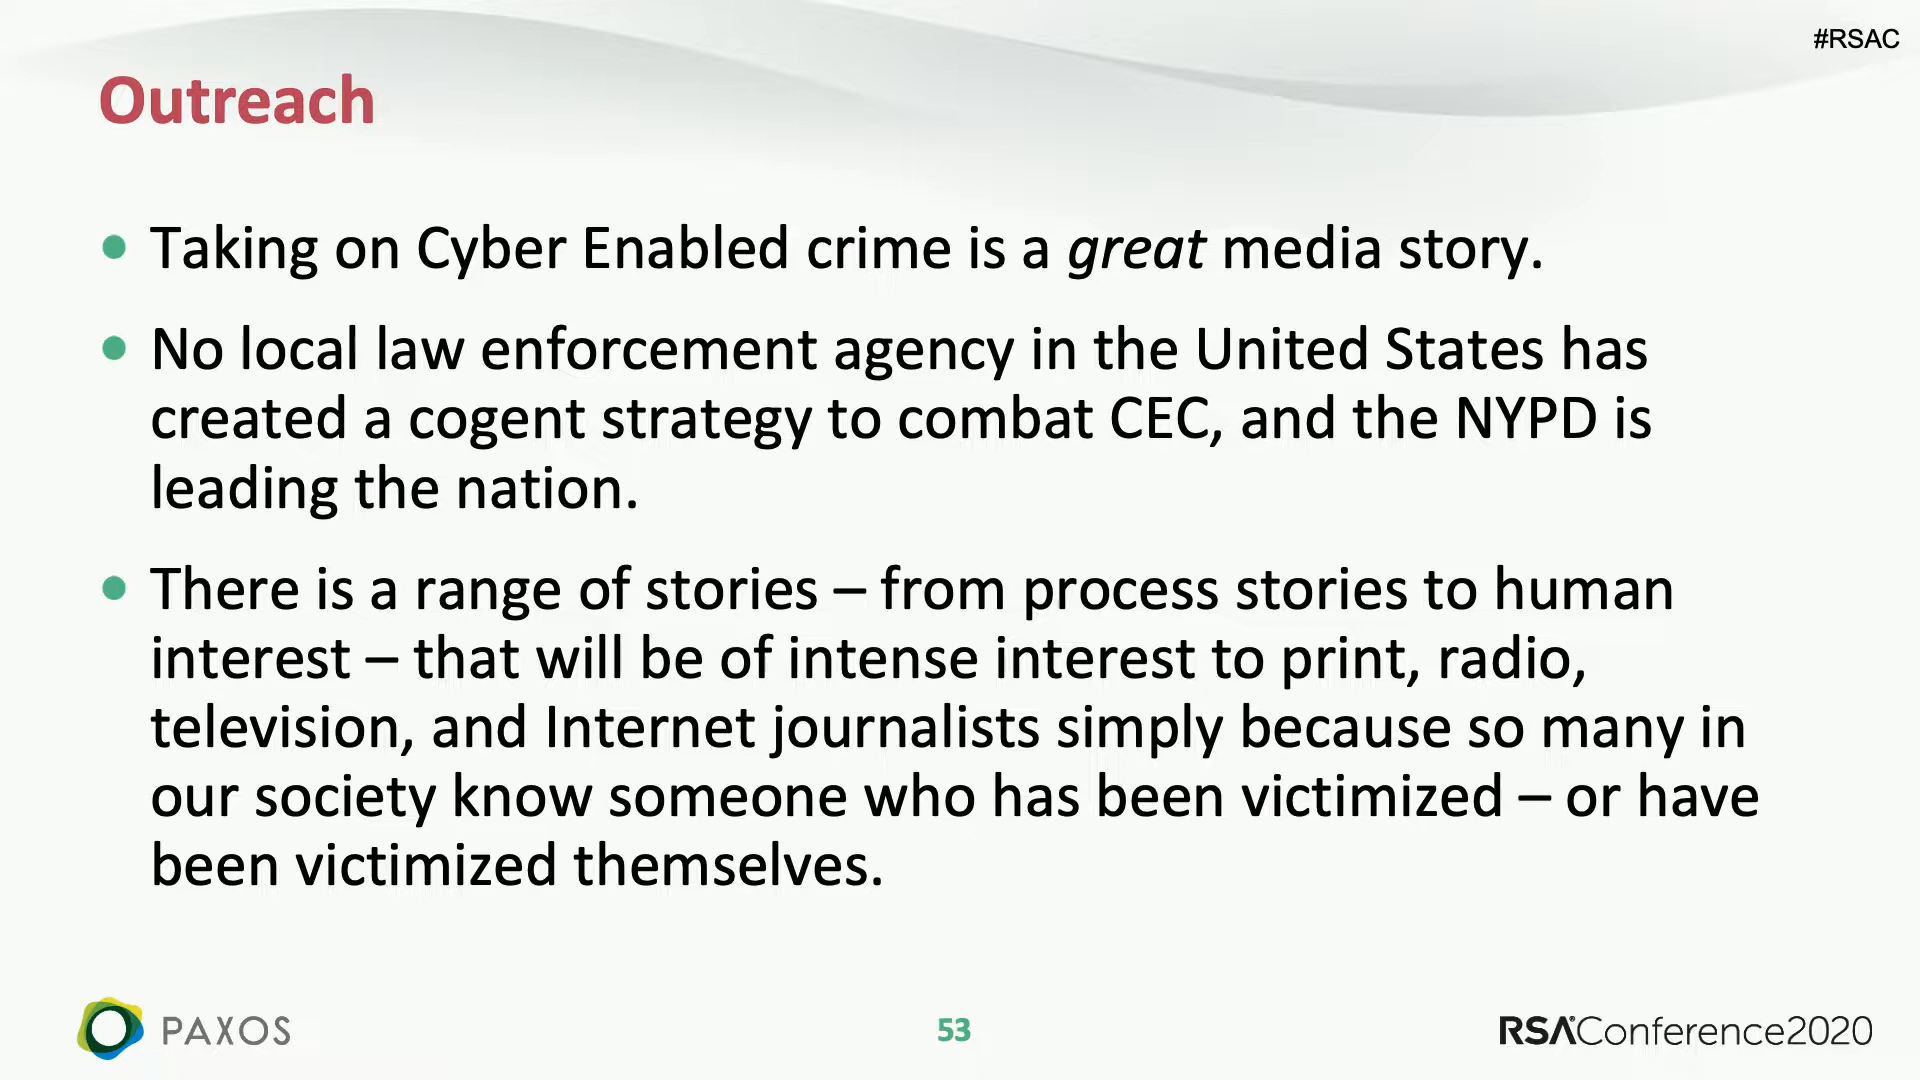 #RSAC
Outreach
• Taking on Cyber Enabled crime is a great media story.
• No local law enforcement agency in the United States has
created a cogent strategy to combat CEC, and the NYPD is
leading the nation.
• There is a range of stories – from process stories to human
interest – that will be of intense interest to print, radio,
television, and Internet journalists simply because so many in
our society know someone who has been victimized – or have
been victimized themselves.
PAXOS
53
RSAConference2020